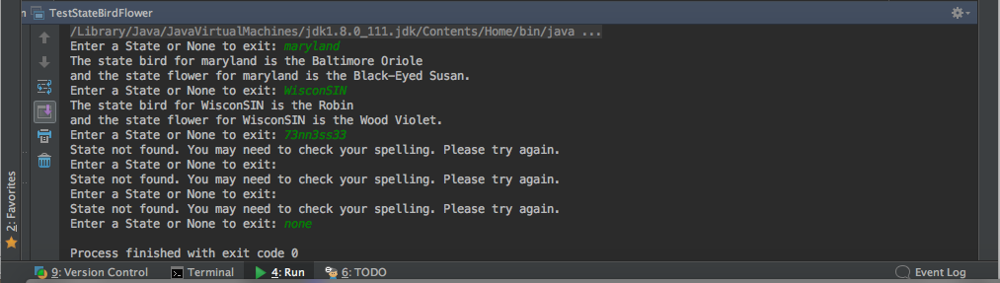 n TestStateBirdFlower
/Library/Java/JavaVirtualMachines/jdk1.8.0_111.jdk/Contents/Home/bin/java ...
Enter a State or None to exit: maryland
The state bird for maryland is the Baltimore Oriole
and the state flower for maryland is the Black-Eyed Susan.
Enter a State or None to exit: WisconSIN
The state bird for WisconSIN is the Robin
and the state flower for WisconSIN is the Wood Violet.
Enter a State or None to exit: 73nn3ss33
State not found. You may need to check your spelling. Please try again.
Enter a State or None to exit:
State not found. You may need to check your spelling. Please try again.
Enter a State or None to exit:
State not found. You may need to check your spelling. Please try again.
Enter a State or None to exit: none
Process finished with exit code 0
2: Favorites
9: Version Control Terminal 4: Run 6: TODO Event Log